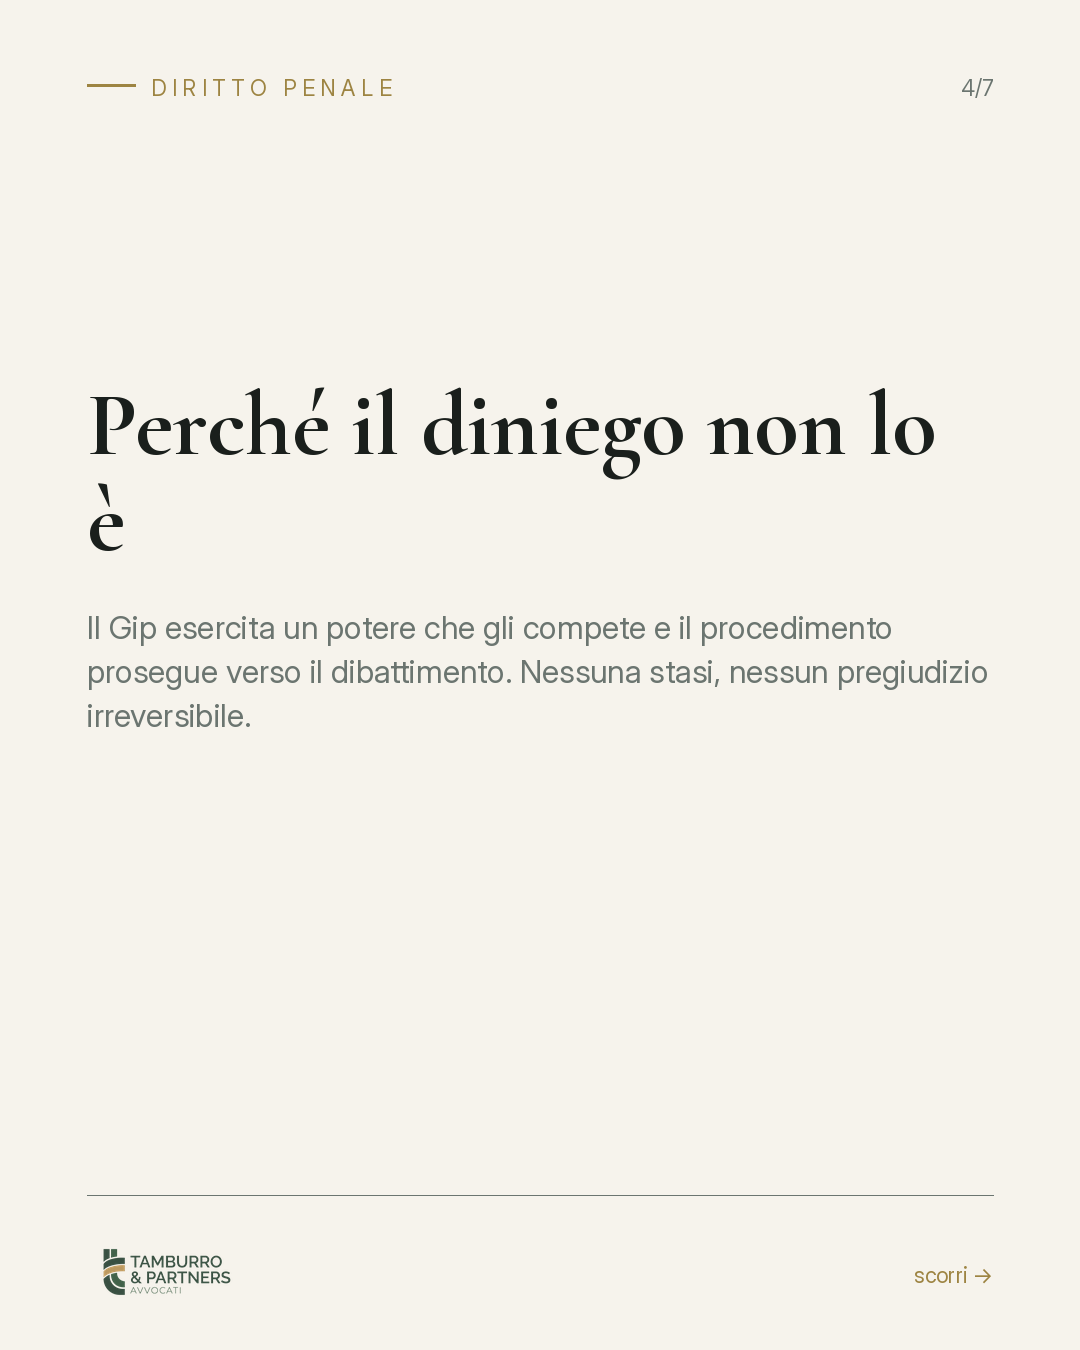 DIRITTO PENALE
4/7
Perché il diniego non lo
è
Il Gip esercita un potere che gli compete e il procedimento
prosegue verso il dibattimento. Nessuna stasi, nessun pregiudizio
irreversibile.
TAMBURRO
& PARTNERS
AVVOCATI
scorri →